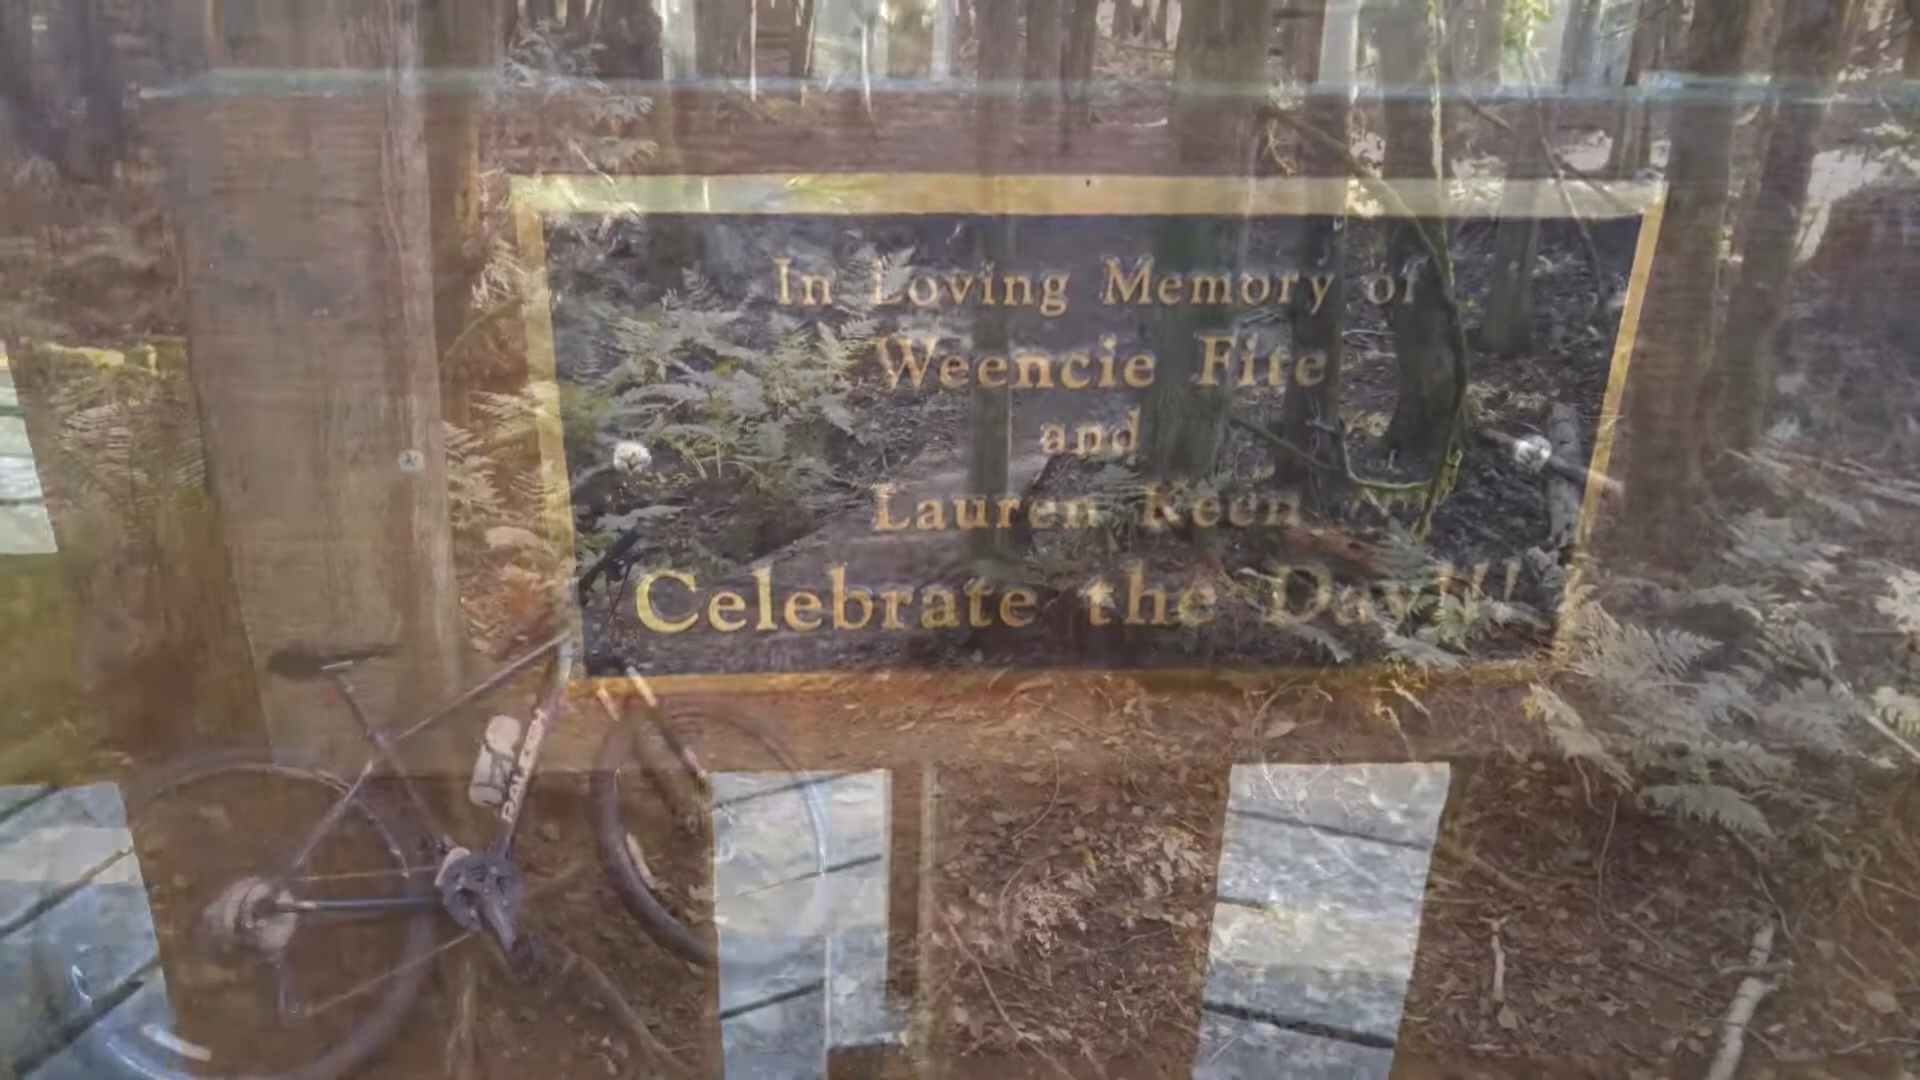 In Loving Memory of
Weencie Fite
and
Lauren Keen
Celebrate the Day!!!